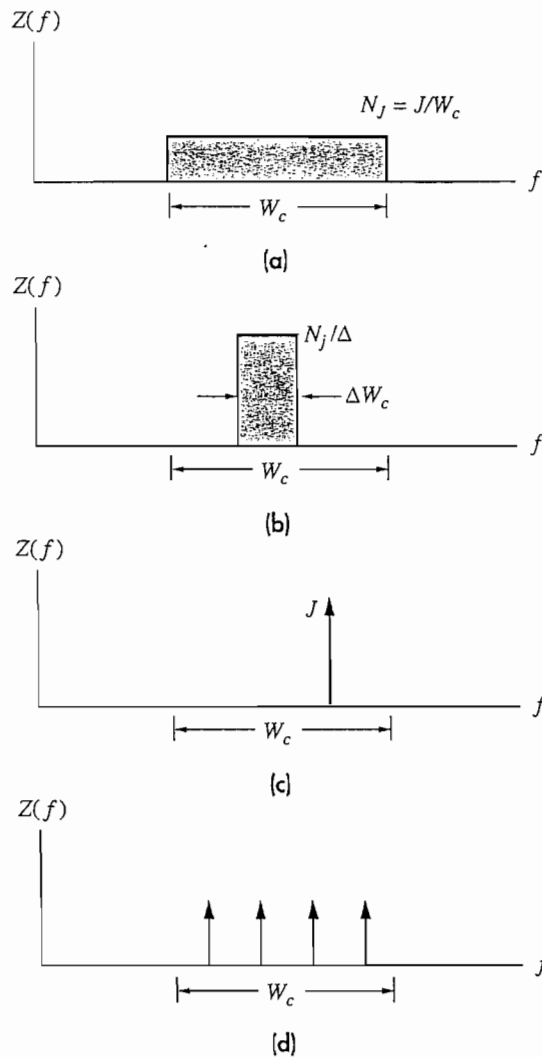 Z(f)
N_J = J/W_c
f
W_c
(a)
Z(f)
N_j/Δ
ΔW_c
f
W_c
(b)
Z(f)
J
f
W_c
(c)
Z(f)
f
W_c
(d)